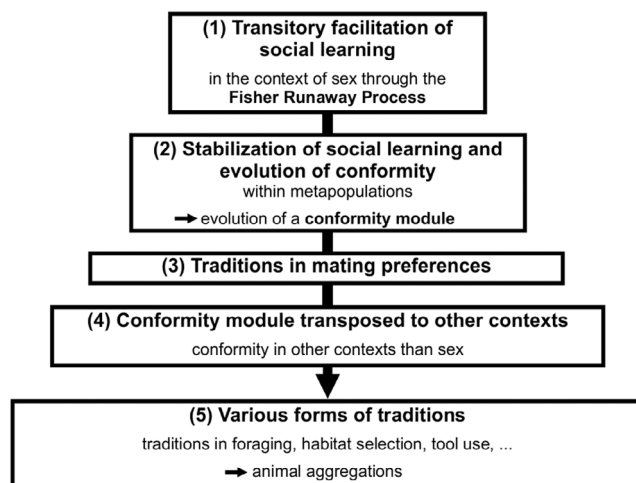 (1) Transitory facilitation of
social learning
in the context of sex through the
Fisher Runaway Process
(2) Stabilization of social learning and
evolution of conformity
within metapopulations
→ evolution of a conformity module
(3) Traditions in mating preferences
(4) Conformity module transposed to other contexts
conformity in other contexts than sex
(5) Various forms of traditions
traditions in foraging, habitat selection, tool use, ...
→ animal aggregations